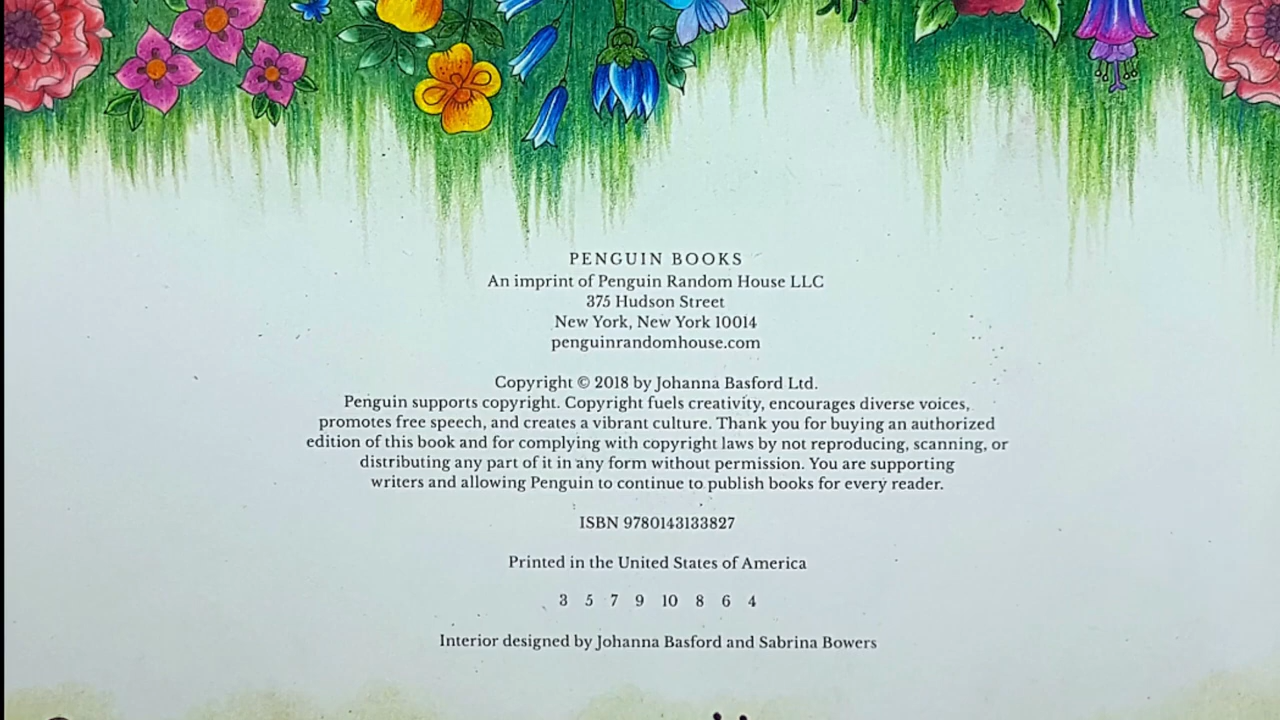 PENGUIN BOOKS
An imprint of Penguin Random House LLC
375 Hudson Street
New York, New York 10014
penguinrandomhouse.com
Copyright © 2018 by Johanna Basford Ltd.
Penguin supports copyright. Copyright fuels creativity, encourages diverse voices,
promotes free speech, and creates a vibrant culture. Thank you for buying an authorized
edition of this book and for complying with copyright laws by not reproducing, scanning, or
distributing any part of it in any form without permission. You are supporting
writers and allowing Penguin to continue to publish books for every reader.
ISBN 9780143133827
Printed in the United States of America
3 5 7 9 10 8 6 4
Interior designed by Johanna Basford and Sabrina Bowers